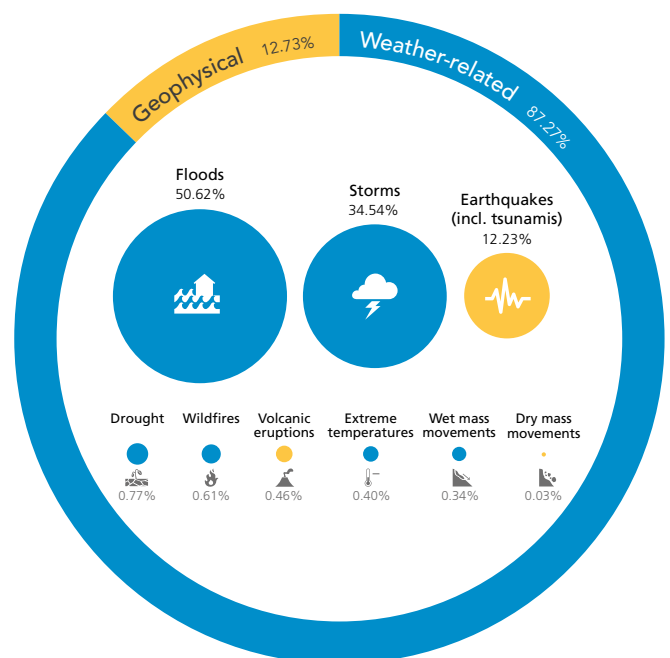 Geophysical 12.73%
Weather-related 87.27%
Floods
50.62%
Storms
34.54%
Earthquakes
(incl. tsunamis)
12.23%
Drought
0.77%
Wildfires
0.61%
Volcanic
eruptions
0.46%
Extreme
temperatures
0.40%
Wet mass
movements
0.34%
Dry mass
movements
0.03%